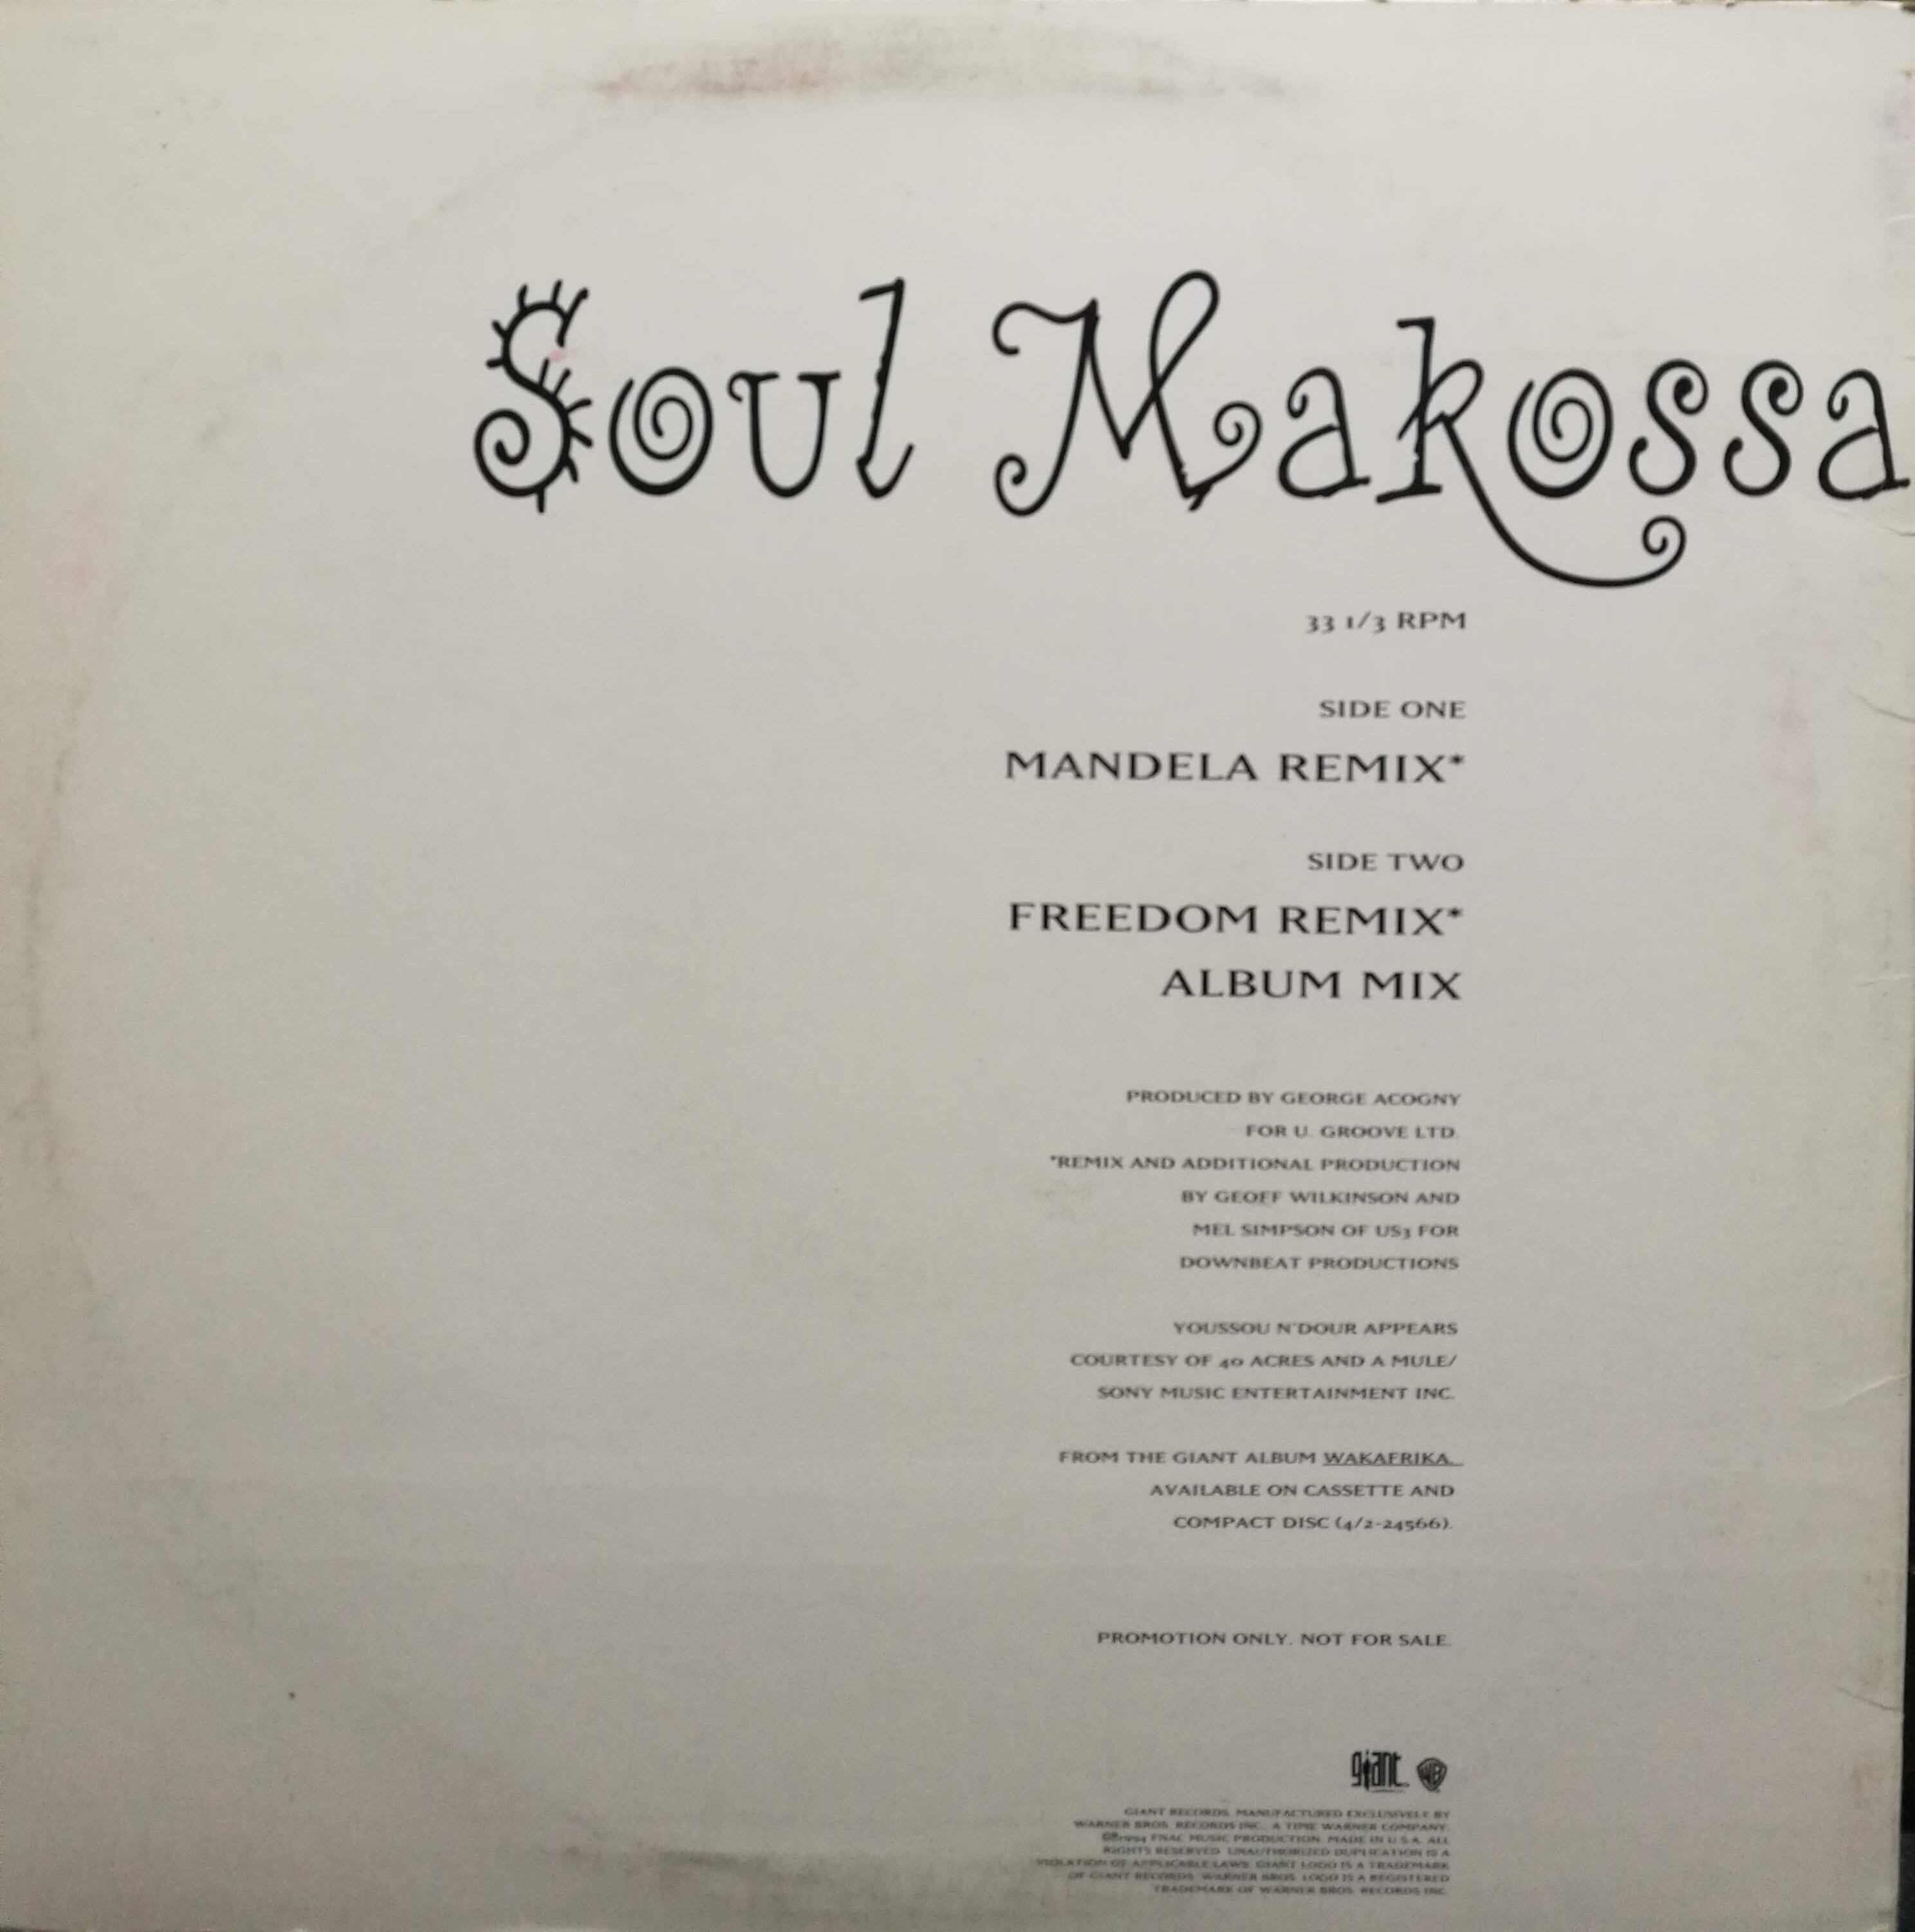 Soul Makossa
33 1/3 RPM
SIDE ONE
MANDELA REMIX*
SIDE TWO
FREEDOM REMIX*
ALBUM MIX
PRODUCED BY GEORGE ACOGNY
FOR U. GROOVE LTD.
*REMIX AND ADDITIONAL PRODUCTION
BY GEOFF WILKINSON AND
MEL SIMPSON OF US3 FOR
DOWNBEAT PRODUCTIONS
YOUSSOU N'DOUR APPEARS
COURTESY OF 40 ACRES AND A MULE/
SONY MUSIC ENTERTAINMENT INC.
FROM THE GIANT ALBUM WAKAFRIKA.
AVAILABLE ON CASSETTE AND
COMPACT DISC (4/2-24566).
PROMOTION ONLY. NOT FOR SALE.
giant WB
GIANT RECORDS. MANUFACTURED EXCLUSIVELY BY
WARNER BROS. RECORDS INC., A TIME WARNER COMPANY.
℗©1994 FNAC MUSIC PRODUCTION. MADE IN U.S.A. ALL
RIGHTS RESERVED. UNAUTHORIZED DUPLICATION IS A
VIOLATION OF APPLICABLE LAWS. GIANT LOGO IS A TRADEMARK
OF GIANT RECORDS. WARNER BROS. LOGO IS A REGISTERED
TRADEMARK OF WARNER BROS. RECORDS INC.